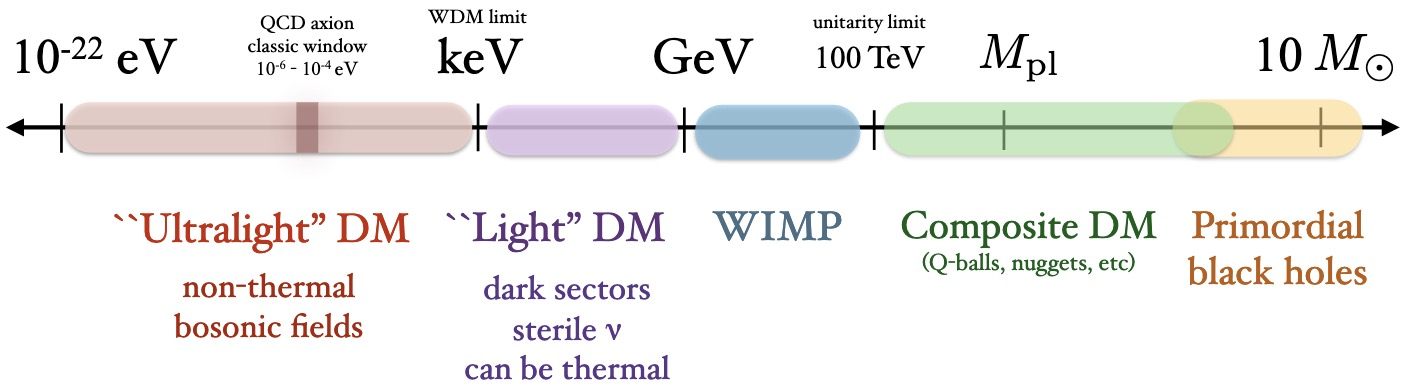 10⁻²² eV
QCD axion
classic window
10⁻⁶ - 10⁻⁴ eV
WDM limit
keV
GeV
unitarity limit
100 TeV
Mpl
10 M☉
``Ultralight” DM
non-thermal
bosonic fields
``Light” DM
dark sectors
sterile ν
can be thermal
WIMP
Composite DM
(Q-balls, nuggets, etc)
Primordial
black holes